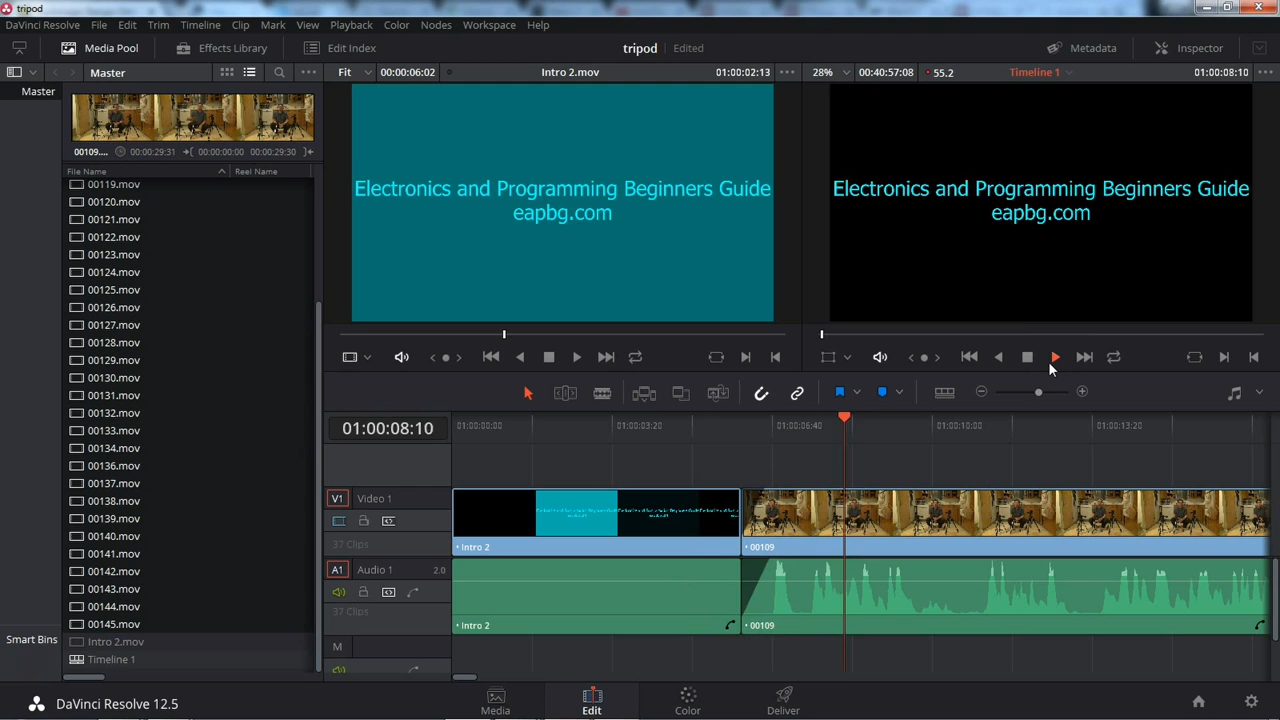 tripod
DaVinci Resolve File Edit Trim Timeline Clip Mark View Playback Color Nodes Workspace Help
Media Pool Effects Library Edit Index tripod Edited Metadata Inspector
Master Fit 00:00:06:02 Intro 2.mov 01:00:02:13 28% 00:40:57:08 55.2 Timeline 1 01:00:08:10
Master
00109.... 00:00:29:31 00:00:00:00 00:00:29:30
File Name Reel Name
00119.mov
00120.mov
00121.mov
00122.mov
00123.mov
00124.mov
00125.mov
00126.mov
00127.mov
00128.mov
00129.mov
00130.mov
00131.mov
00132.mov
00133.mov
00134.mov
00136.mov
00137.mov
00138.mov
00139.mov
00140.mov
00141.mov
00142.mov
00143.mov
00144.mov
00145.mov
Intro 2.mov
Timeline 1
Smart Bins
Electronics and Programming Beginners Guide
eapbg.com
Electronics and Programming Beginners Guide
eapbg.com
01:00:08:10
01:00:00:00 01:00:03:20 01:00:06:40 01:00:10:00 01:00:13:20
V1 Video 1
37 Clips
Intro 2 00109
A1 Audio 1 2.0
37 Clips
Intro 2 00109
M
DaVinci Resolve 12.5
Media Edit Color Deliver